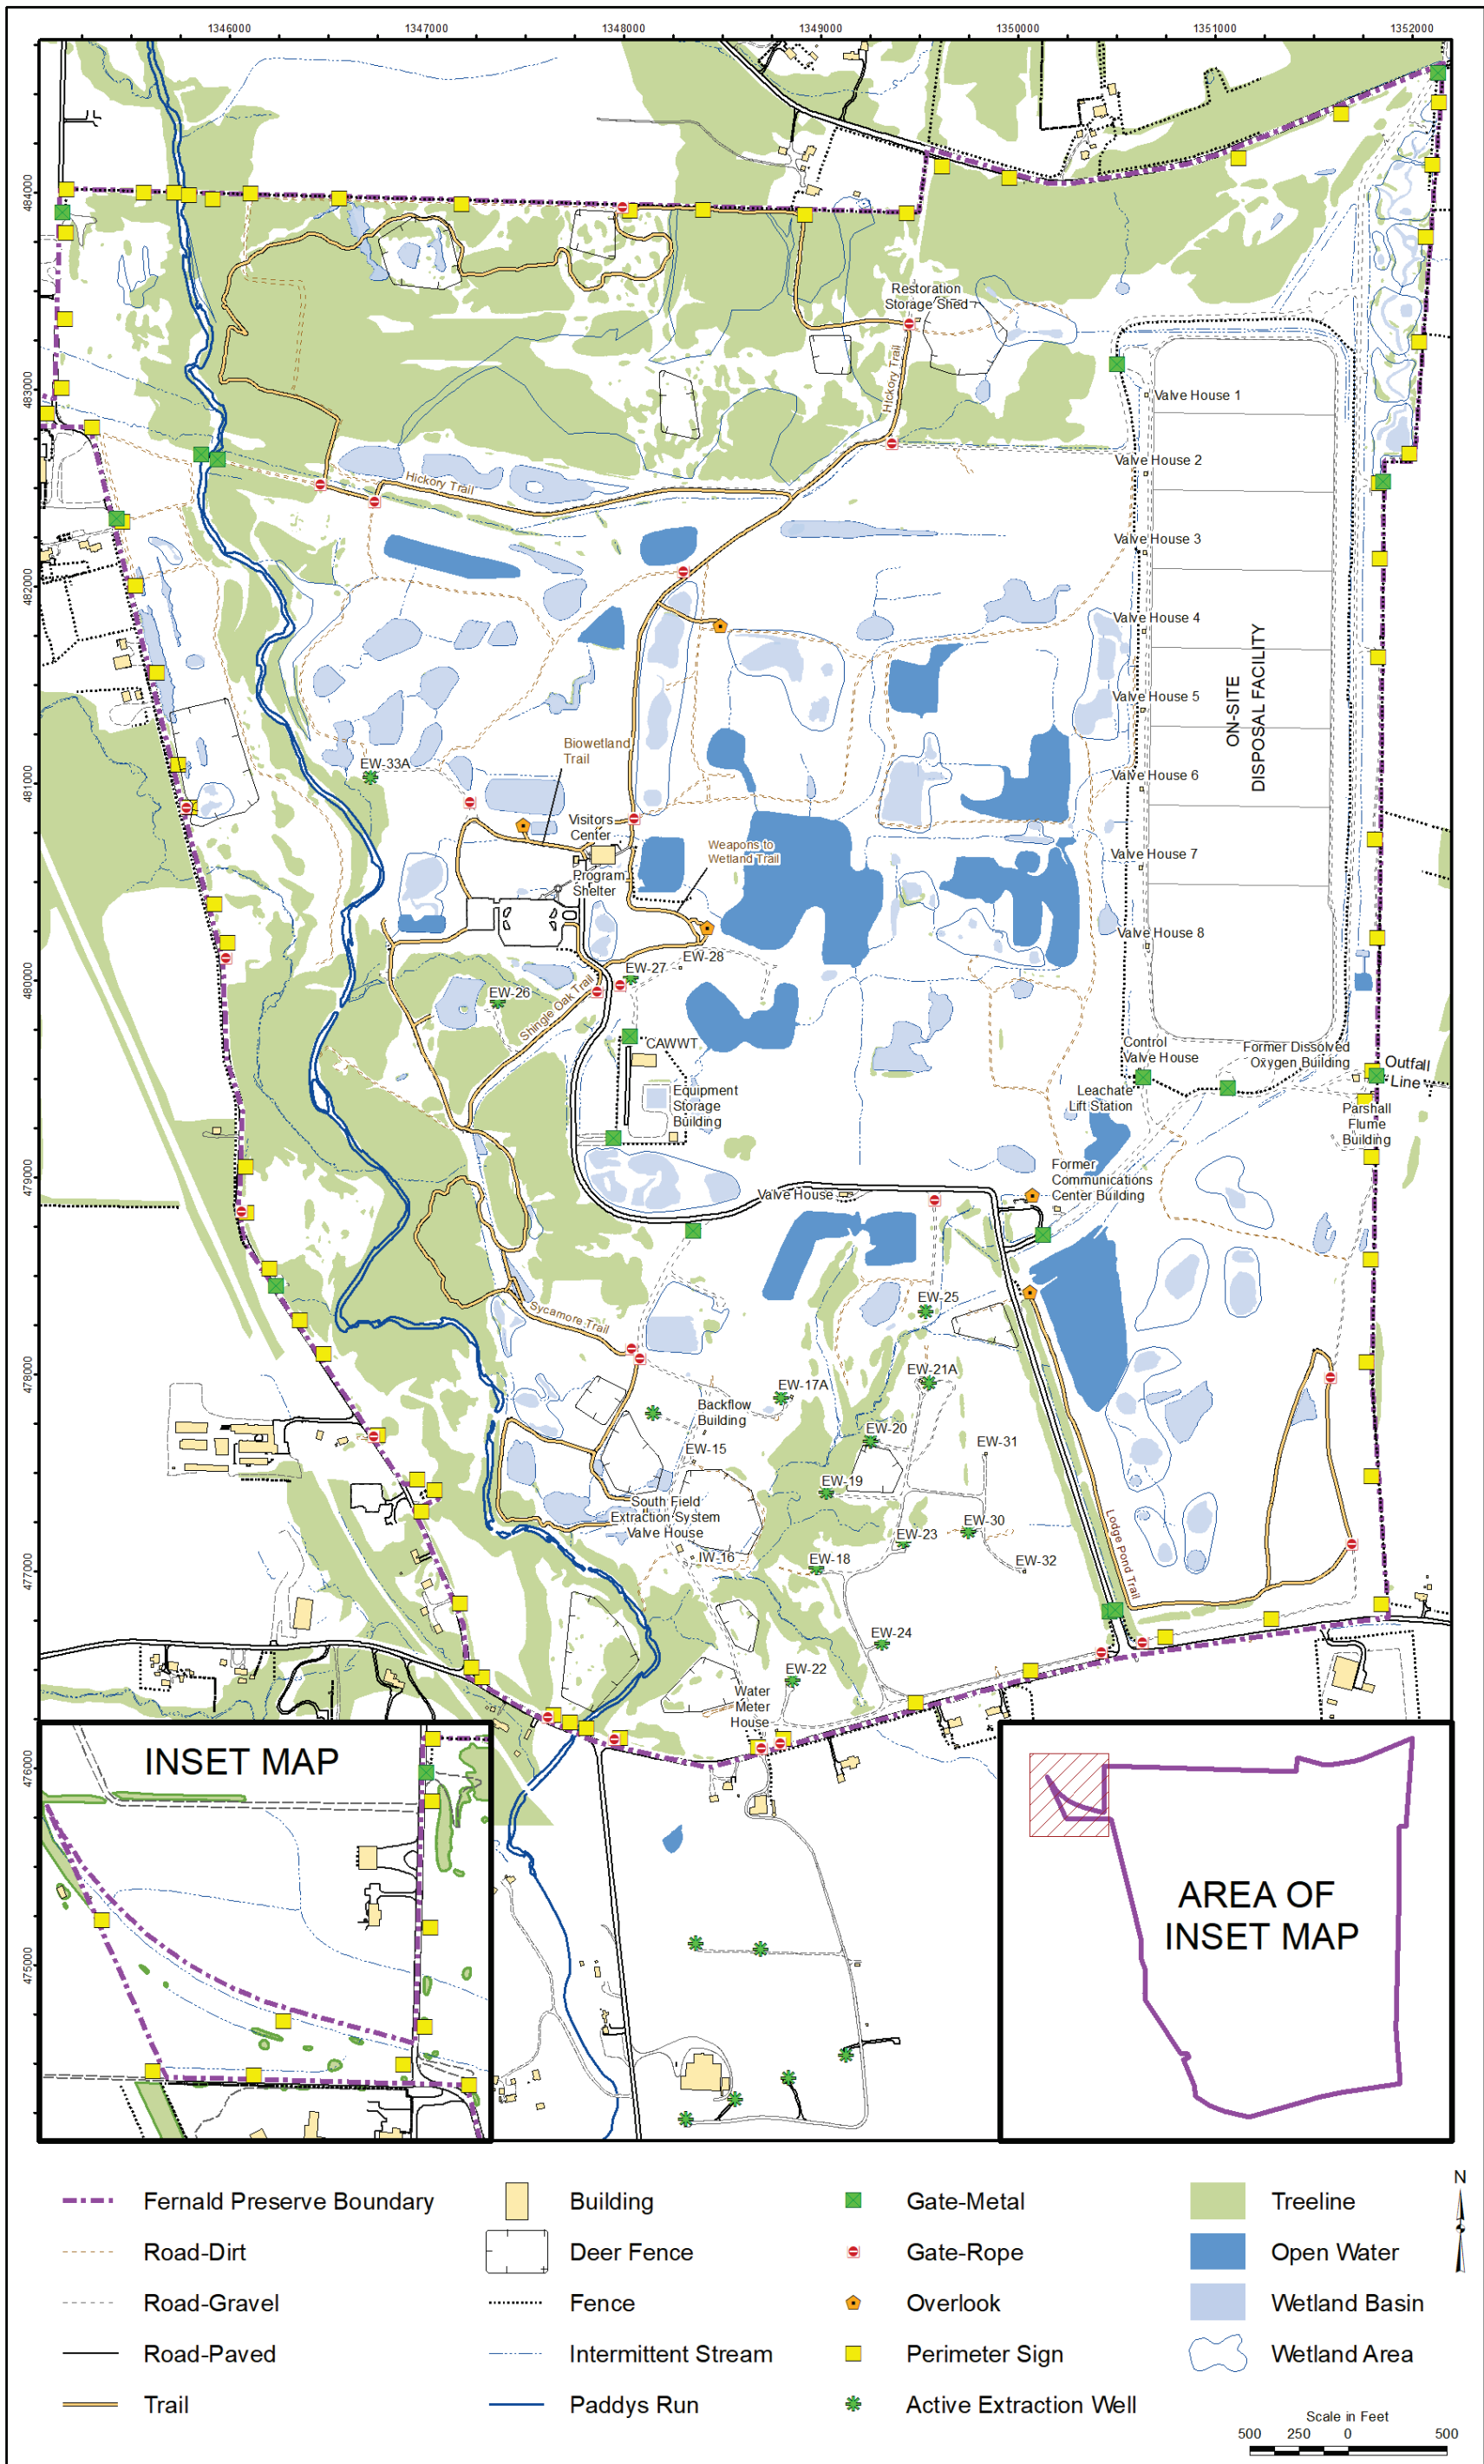 1346000
1347000
1348000
1349000
1350000
1351000
1352000
484000
483000
482000
481000
480000
479000
478000
477000
476000
475000
Restoration
Storage Shed
Hickory Trail
Valve House 1
Valve House 2
Hickory Trail
Valve House 3
Valve House 4
ON-SITE
DISPOSAL FACILITY
Valve House 5
Biowetland
Trail
EW-33A
Valve House 6
Visitors
Center
Weapons to
Wetland Trail
Valve House 7
Program
Shelter
Valve House 8
EW-28
EW-27
EW-26
Shingle Oak Trail
CAWWT
Control
Valve House
Former Dissolved
Oxygen Building
Outfall
Line
Equipment
Storage
Building
Leachate
Lift Station
Parshall
Flume
Building
Former
Communications
Center Building
Valve House
EW-25
Sycamore Trail
EW-21A
EW-17A
Backflow
Building
EW-20
EW-31
EW-15
EW-19
South Field
Extraction System
Valve House
EW-30
EW-23
Lodge Pond Trail
IW-16
EW-18
EW-32
EW-24
EW-22
Water
Meter
House
INSET MAP
AREA OF
INSET MAP
Fernald Preserve Boundary
Road-Dirt
Road-Gravel
Road-Paved
Trail
Building
Deer Fence
Fence
Intermittent Stream
Paddys Run
Gate-Metal
Gate-Rope
Overlook
Perimeter Sign
Active Extraction Well
Treeline
Open Water
Wetland Basin
Wetland Area
N
Scale in Feet
500 250 0 500